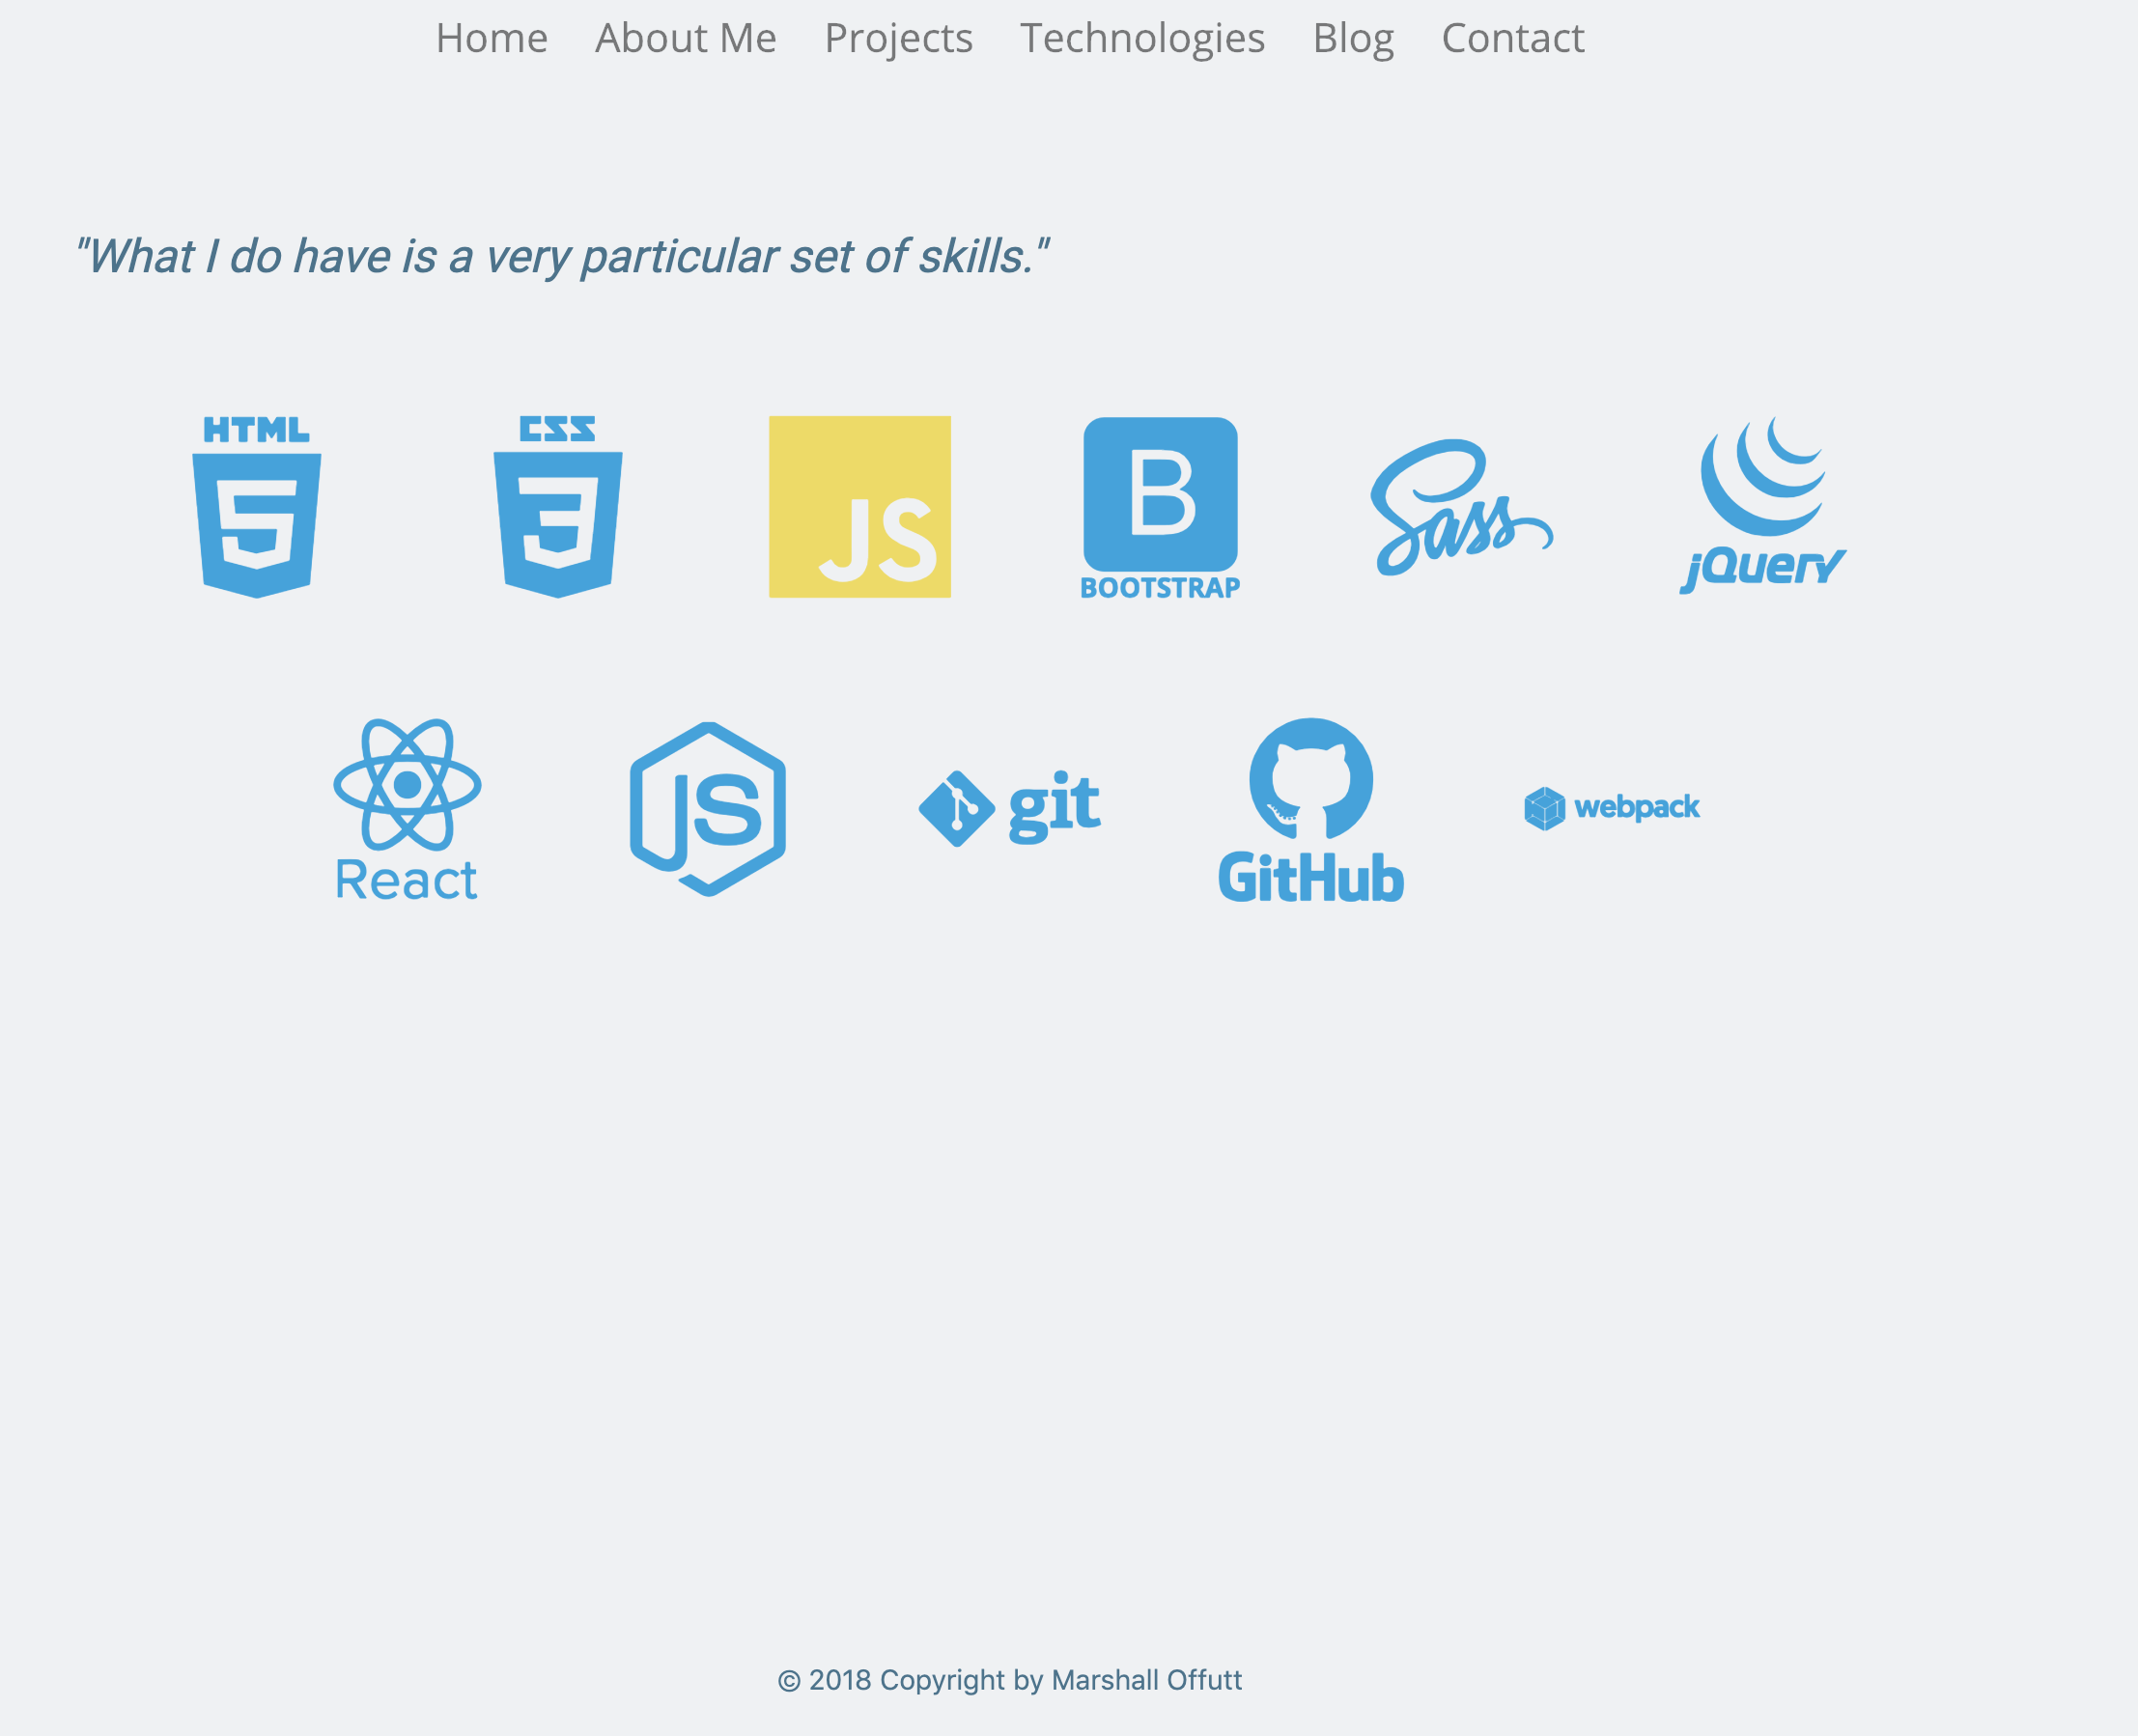 Home About Me Projects Technologies Blog Contact
"What I do have is a very particular set of skills."
HTML CSS
5 3 JS B Sass
BOOTSTRAP jQuery
JS git webpack
React GitHub
© 2018 Copyright by Marshall Offutt